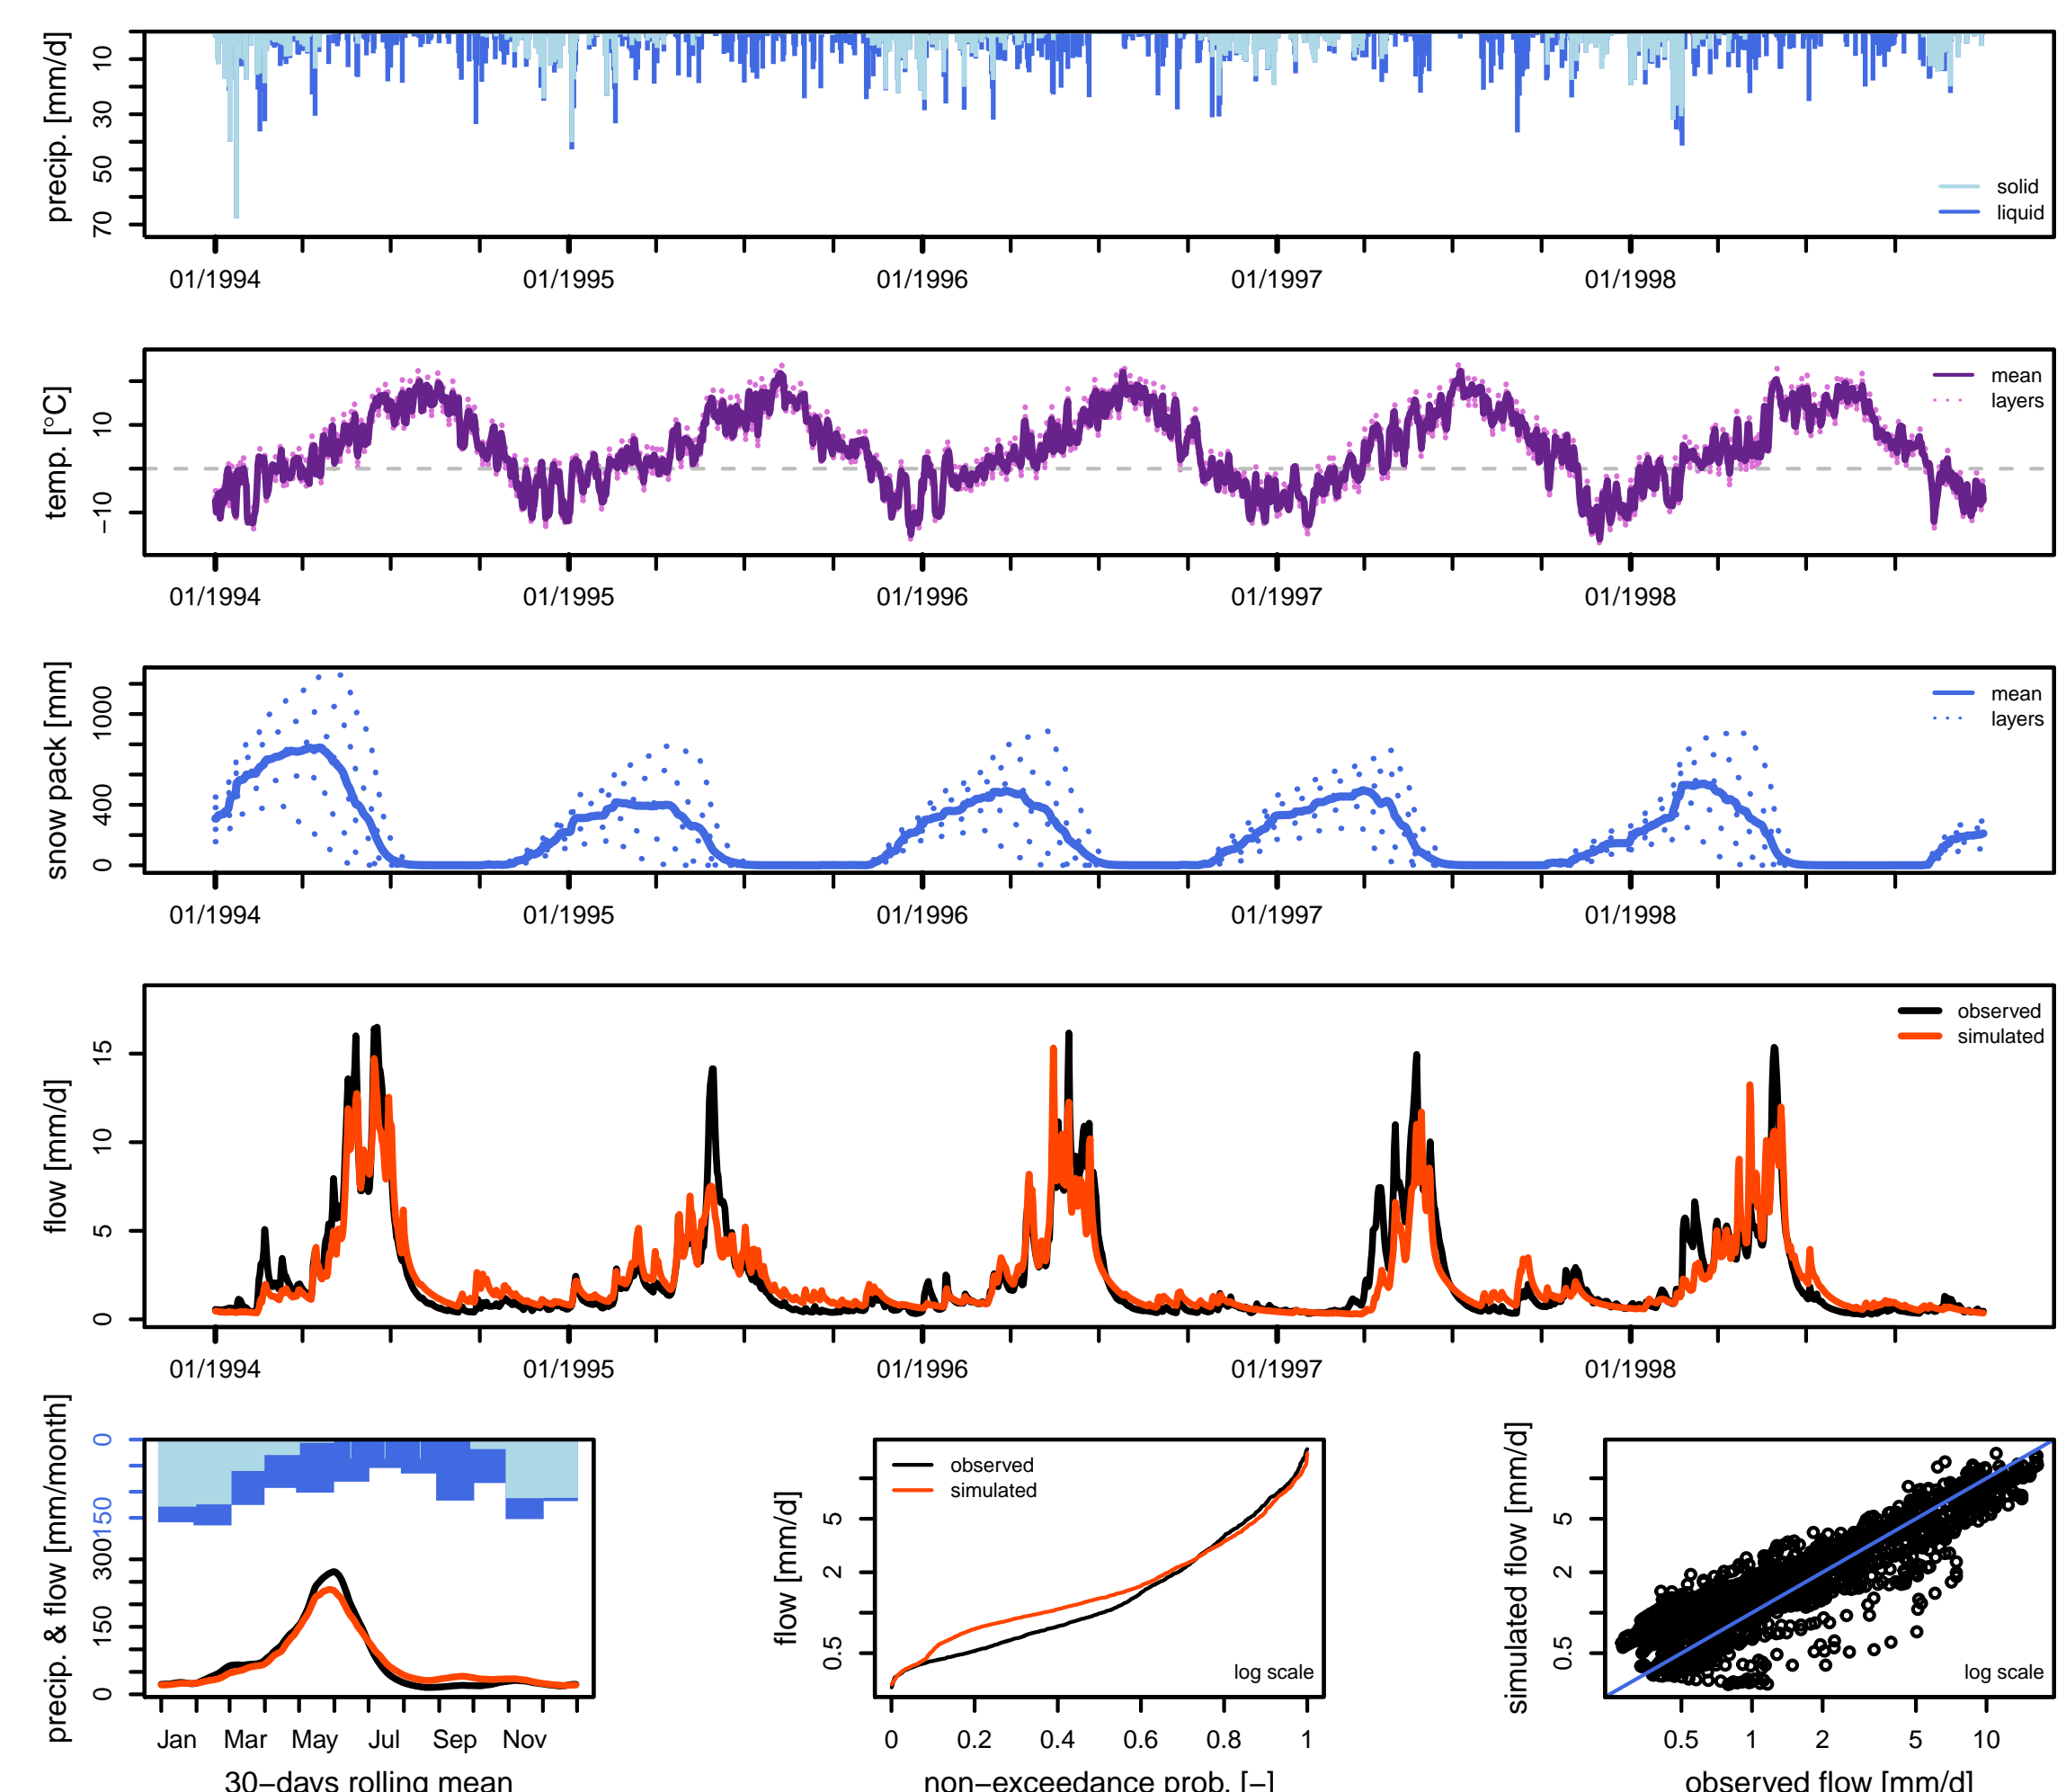 precip. [mm/d]
10
30
50
70
solid
liquid
01/1994
01/1995
01/1996
01/1997
01/1998
temp. [°C]
10
−10
mean
layers
01/1994
01/1995
01/1996
01/1997
01/1998
snow pack [mm]
1000
400
0
mean
layers
01/1994
01/1995
01/1996
01/1997
01/1998
flow [mm/d]
15
10
5
0
observed
simulated
01/1994
01/1995
01/1996
01/1997
01/1998
precip. & flow [mm/month]
0
150
300
150
0
Jan
Mar
May
Jul
Sep
Nov
30−days rolling mean
flow [mm/d]
5
2
0.5
observed
simulated
log scale
0
0.2
0.4
0.6
0.8
1
non−exceedance prob. [−]
simulated flow [mm/d]
5
2
0.5
log scale
0.5
1
2
5
10
observed flow [mm/d]